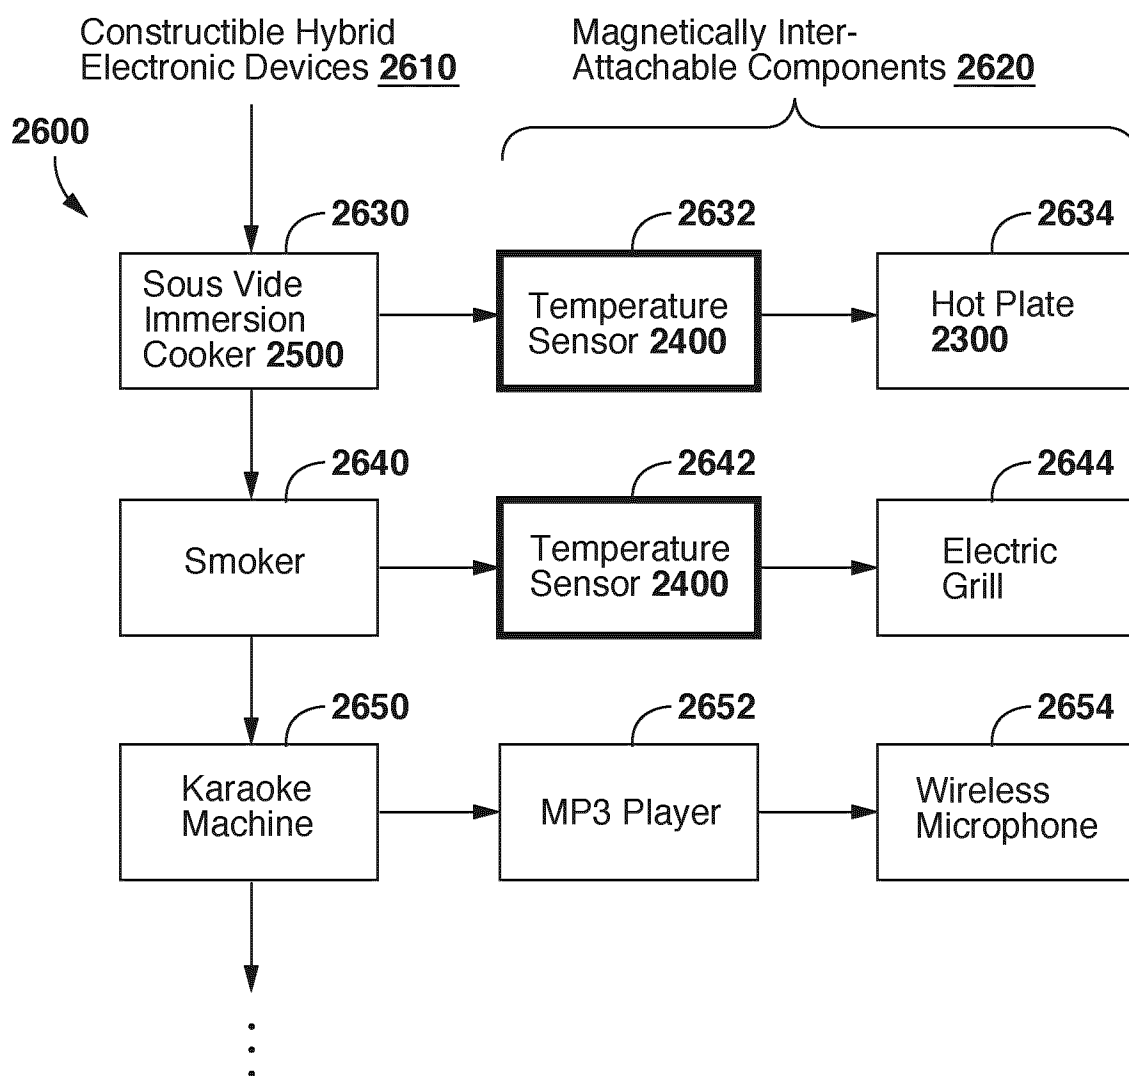 Constructible Hybrid
Electronic Devices 2610
Magnetically Inter-
Attachable Components 2620
2600
2630
2632
2634
Sous Vide
Immersion
Cooker 2500
Temperature
Sensor 2400
Hot Plate
2300
2640
2642
2644
Smoker
Temperature
Sensor 2400
Electric
Grill
2650
2652
2654
Karaoke
Machine
MP3 Player
Wireless
Microphone